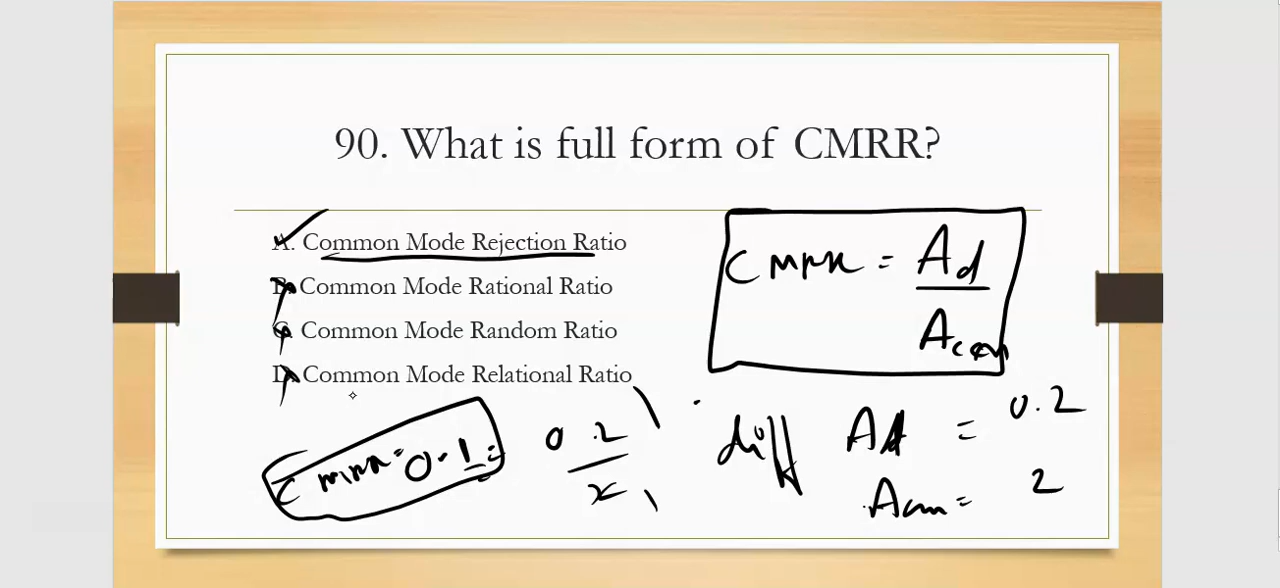 90. What is full form of CMRR?
A. Common Mode Rejection Ratio
B. Common Mode Rational Ratio
C. Common Mode Random Ratio
D. Common Mode Relational Ratio
CMRR = Ad
Acm
diff Ad = 0.2
Acm = 2
CMRR = 0.1 = 0.2